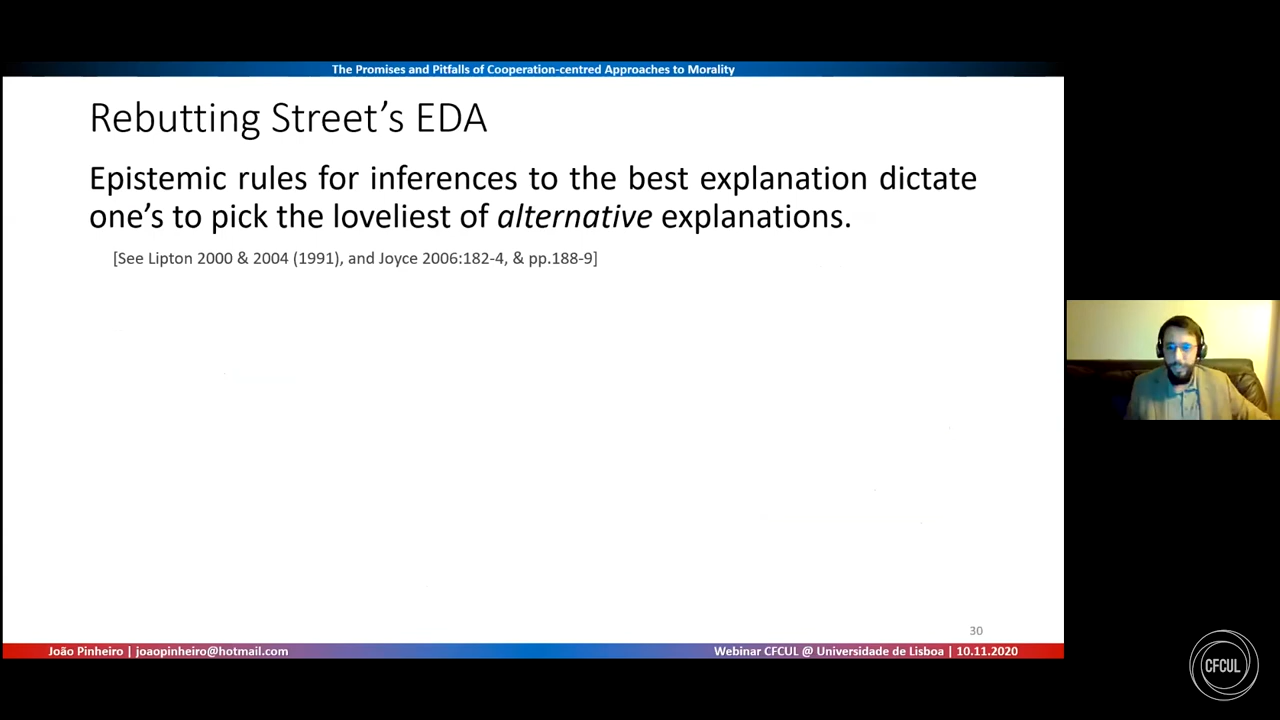 The Promises and Pitfalls of Cooperation-centred Approaches to Morality
Rebutting Street's EDA
Epistemic rules for inferences to the best explanation dictate
one's to pick the loveliest of alternative explanations.
[See Lipton 2000 & 2004 (1991), and Joyce 2006:182-4, & pp.188-9]
30
João Pinheiro | joaopinheiro@hotmail.com
Webinar CFCUL @ Universidade de Lisboa | 10.11.2020
CFCUL